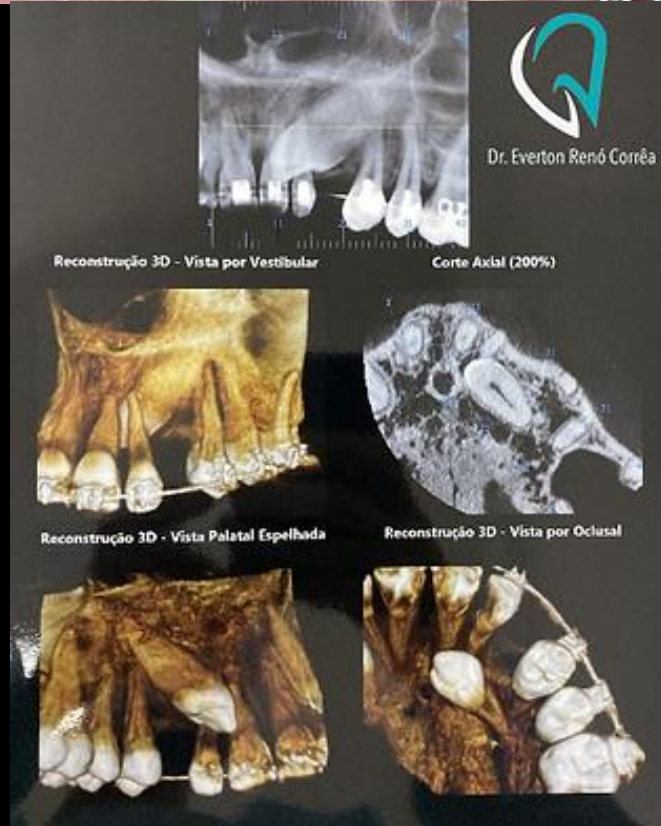 Dr. Everton Renó Corrêa
Reconstrução 3D - Vista por Vestibular
Corte Axial (200%)
Reconstrução 3D - Vista Palatal Espelhada
Reconstrução 3D - Vista por Oclusal